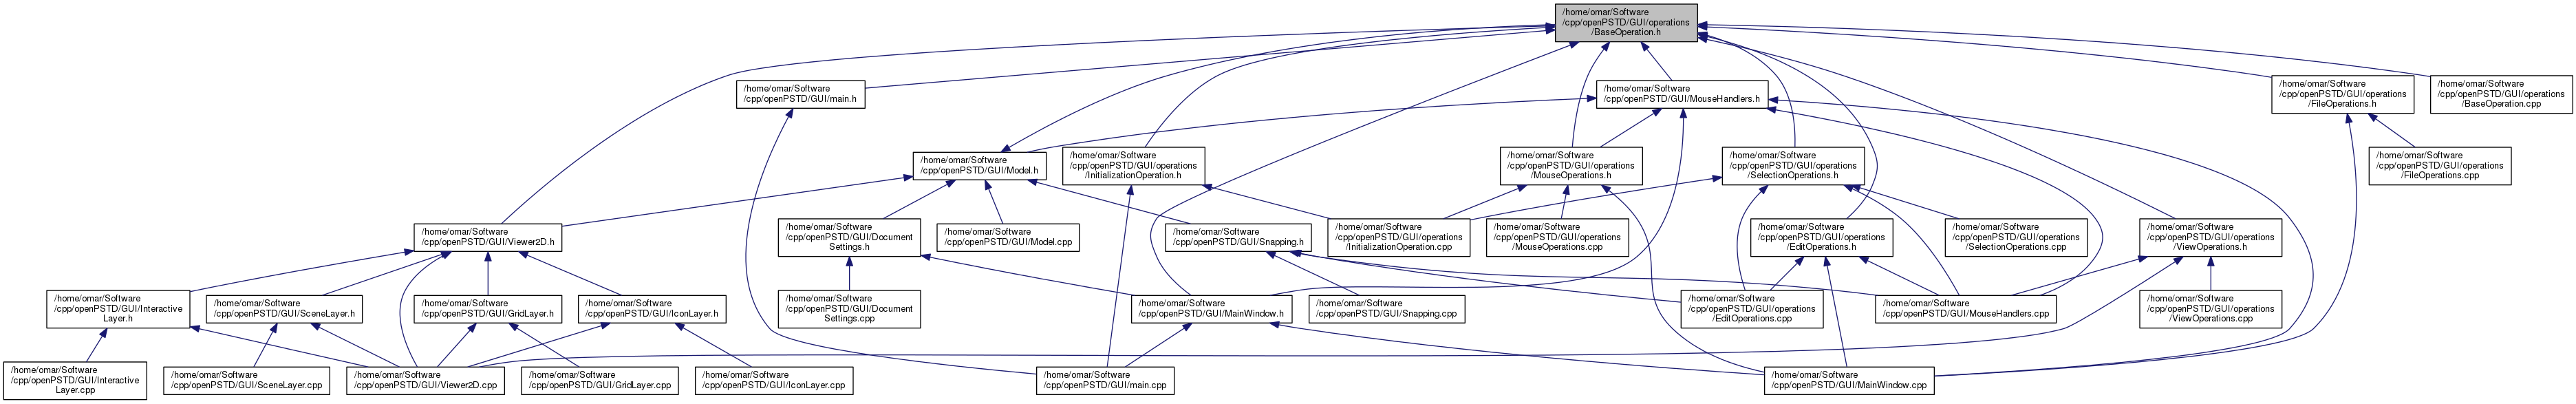 /home/omar/Software
/cpp/openPSTD/GUI/operations
/BaseOperation.h
/home/omar/Software
/cpp/openPSTD/GUI/main.h
/home/omar/Software
/cpp/openPSTD/GUI/MouseHandlers.h
/home/omar/Software
/cpp/openPSTD/GUI/operations
/FileOperations.h
/home/omar/Software
/cpp/openPSTD/GUI/operations
/BaseOperation.cpp
/home/omar/Software
/cpp/openPSTD/GUI/Model.h
/home/omar/Software
/cpp/openPSTD/GUI/operations
/InitializationOperation.h
/home/omar/Software
/cpp/openPSTD/GUI/operations
/MouseOperations.h
/home/omar/Software
/cpp/openPSTD/GUI/operations
/SelectionOperations.h
/home/omar/Software
/cpp/openPSTD/GUI/operations
/FileOperations.cpp
/home/omar/Software
/cpp/openPSTD/GUI/Viewer2D.h
/home/omar/Software
/cpp/openPSTD/GUI/Document
Settings.h
/home/omar/Software
/cpp/openPSTD/GUI/Model.cpp
/home/omar/Software
/cpp/openPSTD/GUI/Snapping.h
/home/omar/Software
/cpp/openPSTD/GUI/operations
/InitializationOperation.cpp
/home/omar/Software
/cpp/openPSTD/GUI/operations
/MouseOperations.cpp
/home/omar/Software
/cpp/openPSTD/GUI/operations
/EditOperations.h
/home/omar/Software
/cpp/openPSTD/GUI/operations
/SelectionOperations.cpp
/home/omar/Software
/cpp/openPSTD/GUI/operations
/ViewOperations.h
/home/omar/Software
/cpp/openPSTD/GUI/Interactive
Layer.h
/home/omar/Software
/cpp/openPSTD/GUI/SceneLayer.h
/home/omar/Software
/cpp/openPSTD/GUI/GridLayer.h
/home/omar/Software
/cpp/openPSTD/GUI/IconLayer.h
/home/omar/Software
/cpp/openPSTD/GUI/Document
Settings.cpp
/home/omar/Software
/cpp/openPSTD/GUI/MainWindow.h
/home/omar/Software
/cpp/openPSTD/GUI/Snapping.cpp
/home/omar/Software
/cpp/openPSTD/GUI/operations
/EditOperations.cpp
/home/omar/Software
/cpp/openPSTD/GUI/MouseHandlers.cpp
/home/omar/Software
/cpp/openPSTD/GUI/operations
/ViewOperations.cpp
/home/omar/Software
/cpp/openPSTD/GUI/Interactive
Layer.cpp
/home/omar/Software
/cpp/openPSTD/GUI/SceneLayer.cpp
/home/omar/Software
/cpp/openPSTD/GUI/Viewer2D.cpp
/home/omar/Software
/cpp/openPSTD/GUI/GridLayer.cpp
/home/omar/Software
/cpp/openPSTD/GUI/IconLayer.cpp
/home/omar/Software
/cpp/openPSTD/GUI/main.cpp
/home/omar/Software
/cpp/openPSTD/GUI/MainWindow.cpp